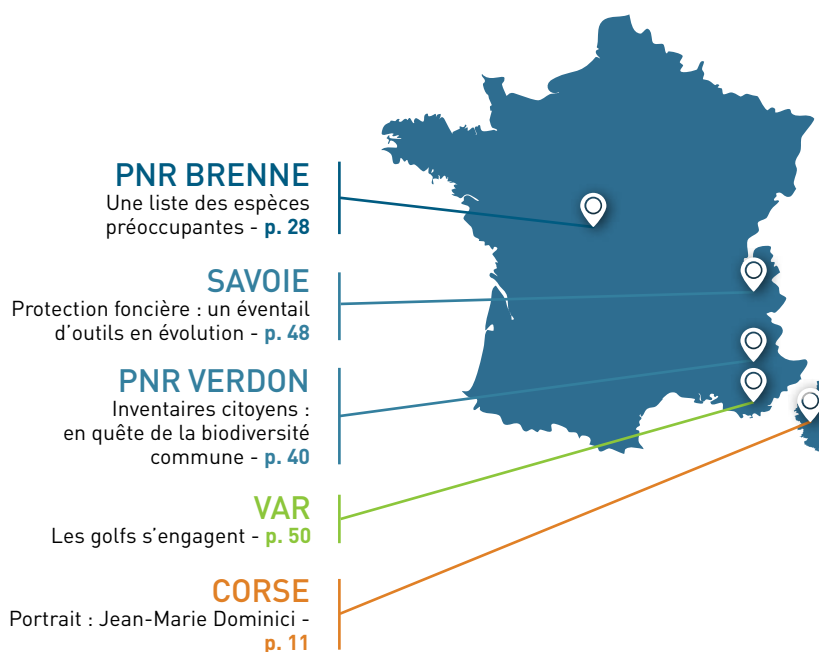 PNR BRENNE
Une liste des espèces
préoccupantes - p. 28
SAVOIE
Protection foncière : un éventail
d'outils en évolution - p. 48
PNR VERDON
Inventaires citoyens :
en quête de la biodiversité
commune - p. 40
VAR
Les golfs s'engagent - p. 50
CORSE
Portrait : Jean-Marie Dominici -
p. 11